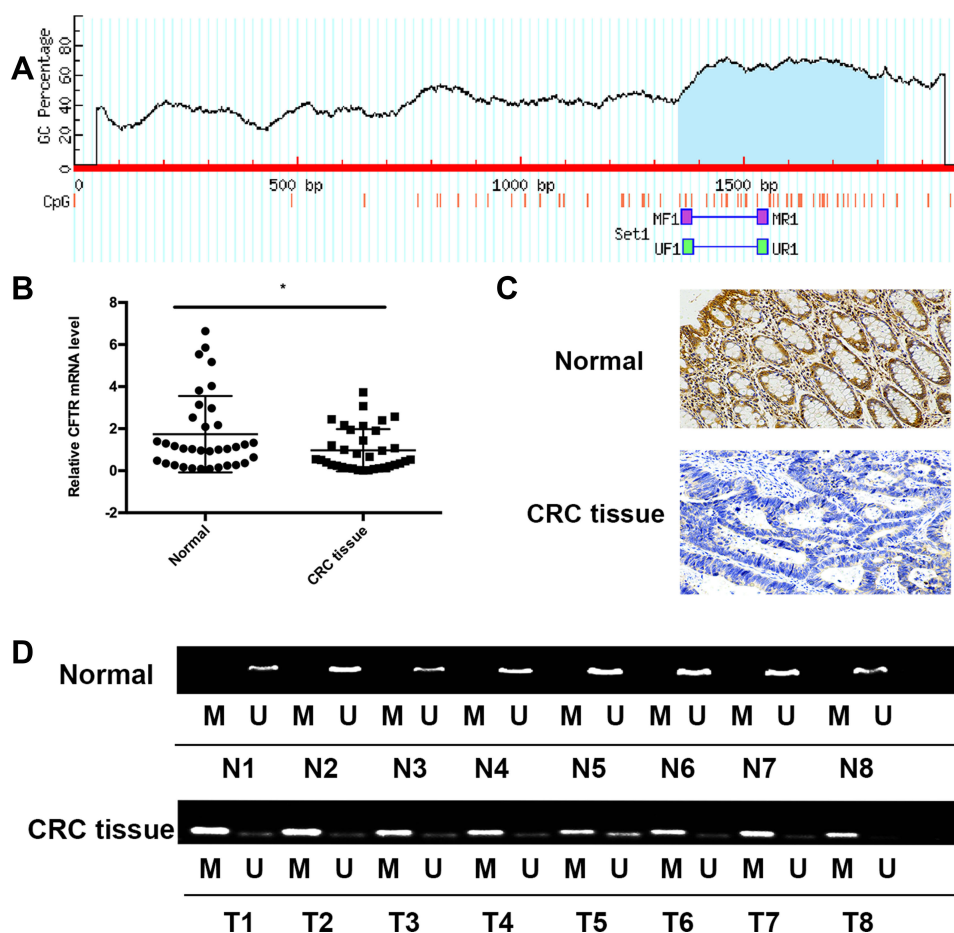 A
GC Percentage
0 20 40 60 80
0 500 bp 1000 bp 1500 bp
CpG
MF1 MR1
Set1
UF1 UR1
B
Relative CFTR mRNA level
8
6
4
2
0
-2
*
Normal
CRC tissue
C
Normal
CRC tissue
D
Normal
M U M U M U M U M U M U M U M U
N1 N2 N3 N4 N5 N6 N7 N8
CRC tissue
M U M U M U M U M U M U M U M U
T1 T2 T3 T4 T5 T6 T7 T8